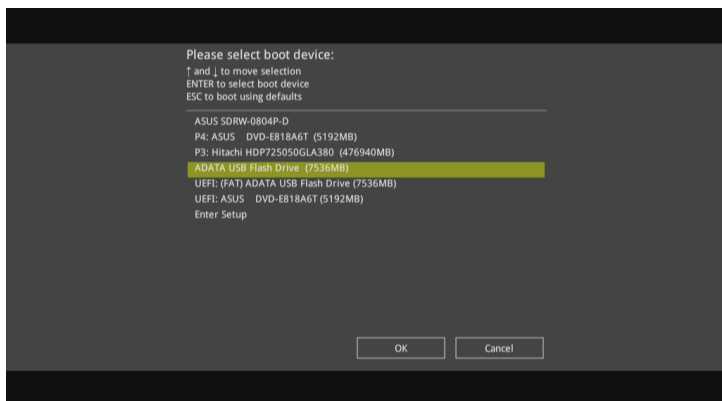 Please select boot device:
↑ and ↓ to move selection
ENTER to select boot device
ESC to boot using defaults
ASUS SDRW-0804P-D
P4: ASUS    DVD-E818A6T (5192MB)
P3: Hitachi HDP725050GLA380 (476940MB)
ADATA USB Flash Drive (7536MB)
UEFI: (FAT) ADATA USB Flash Drive (7536MB)
UEFI: ASUS    DVD-E818A6T (5192MB)
Enter Setup
OK    Cancel